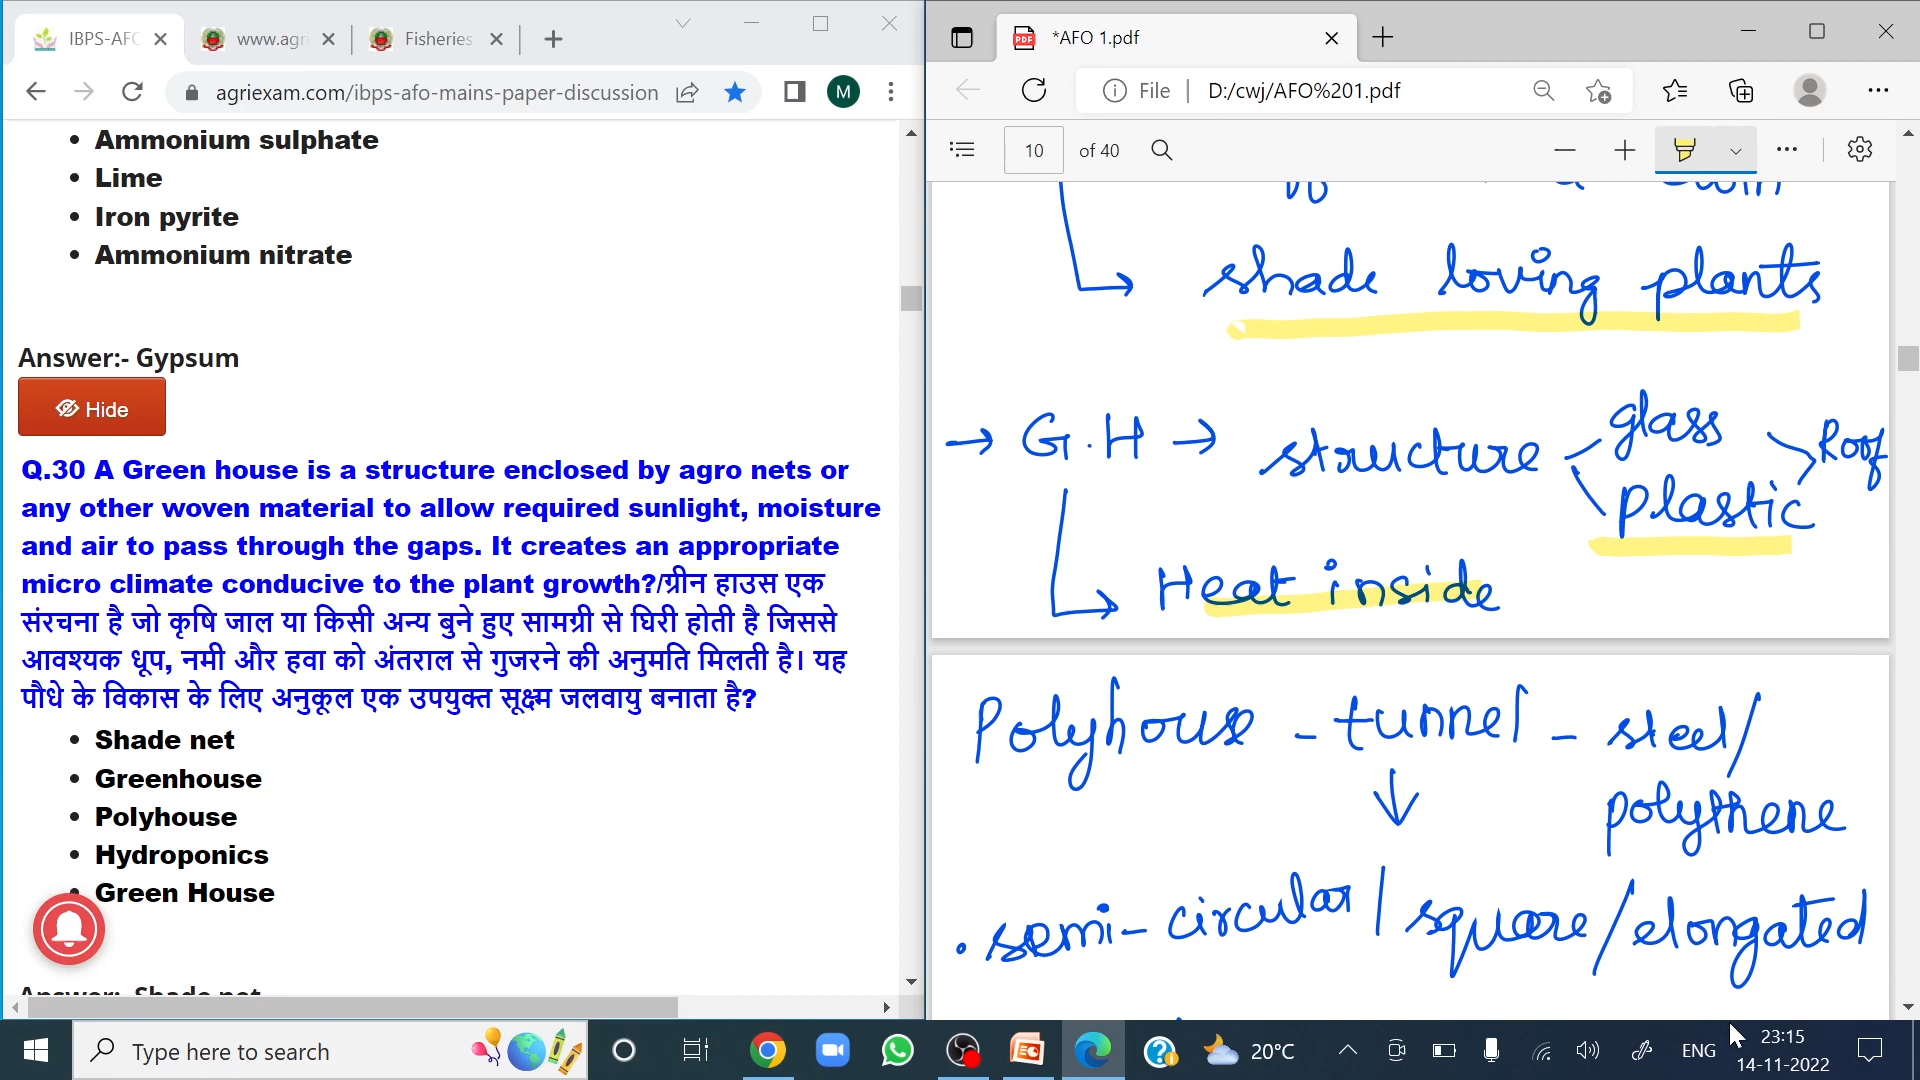 IBPS-AFC
www.agri
Fisheries
agriexam.com/ibps-afo-mains-paper-discussion
M
Ammonium sulphate
Lime
Iron pyrite
Ammonium nitrate
Answer:- Gypsum
Hide
Q.30 A Green house is a structure enclosed by agro nets or
any other woven material to allow required sunlight, moisture
and air to pass through the gaps. It creates an appropriate
micro climate conducive to the plant growth?/ग्रीन हाउस एक
संरचना है जो कृषि जाल या किसी अन्य बुने हुए सामग्री से घिरी होती है जिससे
आवश्यक धूप, नमी और हवा को अंतराल से गुजरने की अनुमति मिलती है। यह
पौधे के विकास के लिए अनुकूल एक उपयुक्त सूक्ष्म जलवायु बनाता है?
Shade net
Greenhouse
Polyhouse
Hydroponics
Green House
Answer:- Shade net
*AFO 1.pdf
File
D:/cwj/AFO%201.pdf
10 of 40
shade loving plants
→ G.H → structure glass Roof
plastic
Heat inside
Polyhouse - tunnel - steel/
polythene
. semi-circular / square / elongated
Type here to search
20°C
ENG
23:15
14-11-2022